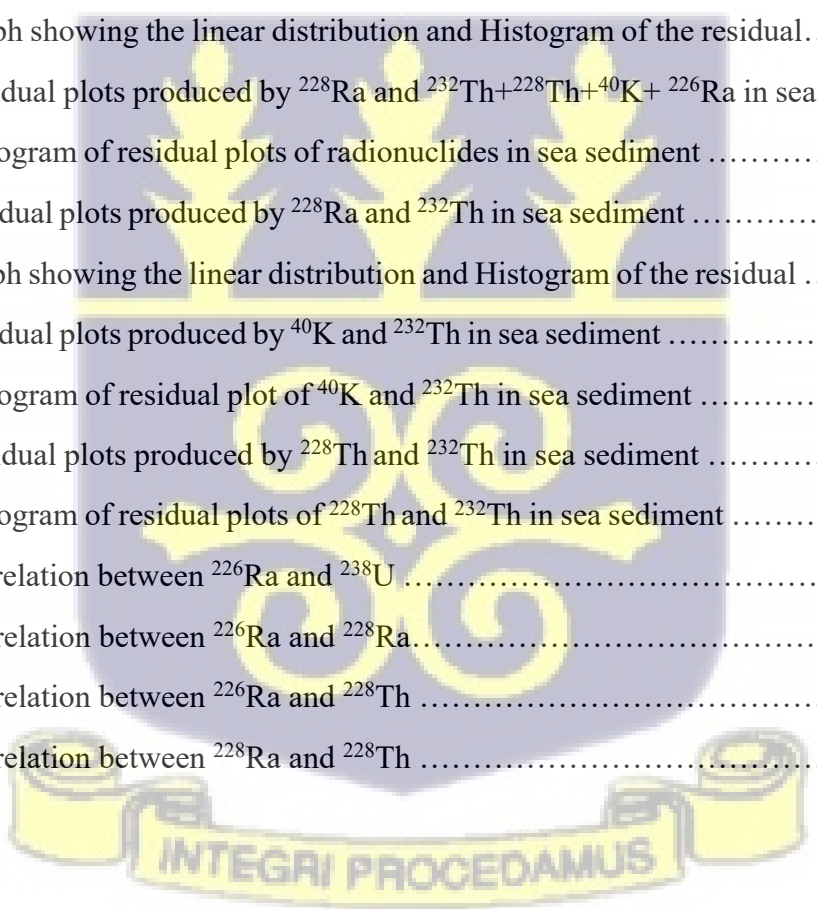 ph showing the linear distribution and Histogram of the residual..
dual plots produced by ²²⁸Ra and ²³²Th+²²⁸Th+⁴⁰K+ ²²⁶Ra in sea
ogram of residual plots of radionuclides in sea sediment ..........
dual plots produced by ²²⁸Ra and ²³²Th in sea sediment ............
ph showing the linear distribution and Histogram of the residual ..
dual plots produced by ⁴⁰K and ²³²Th in sea sediment ..............
ogram of residual plot of ⁴⁰K and ²³²Th in sea sediment ...........
dual plots produced by ²²⁸Th and ²³²Th in sea sediment ...........
ogram of residual plots of ²²⁸Th and ²³²Th in sea sediment ........
relation between ²²⁶Ra and ²³⁸U ........................................
relation between ²²⁶Ra and ²²⁸Ra.......................................
relation between ²²⁶Ra and ²²⁸Th ......................................
relation between ²²⁸Ra and ²²⁸Th ......................................
INTEGRI PROCEDAMUS